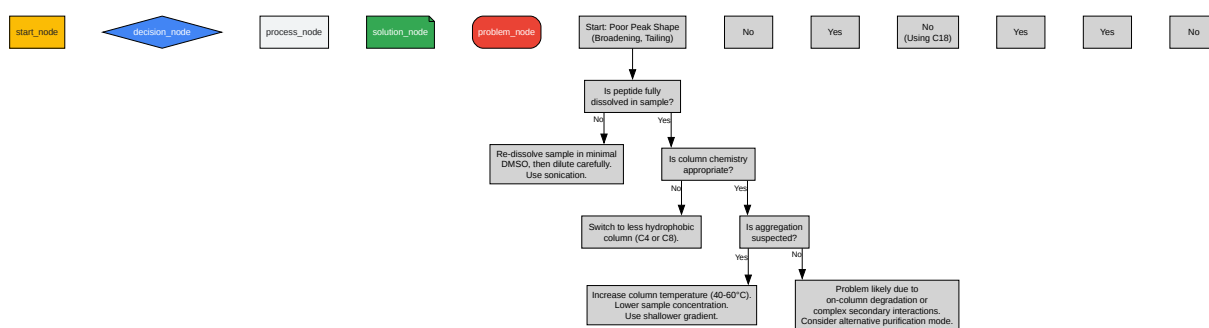 start_node
decision_node
process_node
solution_node
problem_node
Start: Poor Peak Shape
(Broadening, Tailing)
No
Yes
No
(Using C18)
Yes
Yes
No
Is peptide fully
dissolved in sample?
No
Yes
Re-dissolve sample in minimal
DMSO, then dilute carefully.
Use sonication.
Is column chemistry
appropriate?
No
Yes
Switch to less hydrophobic
column (C4 or C8).
Is aggregation
suspected?
Yes
No
Increase column temperature (40-60°C).
Lower sample concentration.
Use shallower gradient.
Problem likely due to
on-column degradation or
complex secondary interactions.
Consider alternative purification mode.